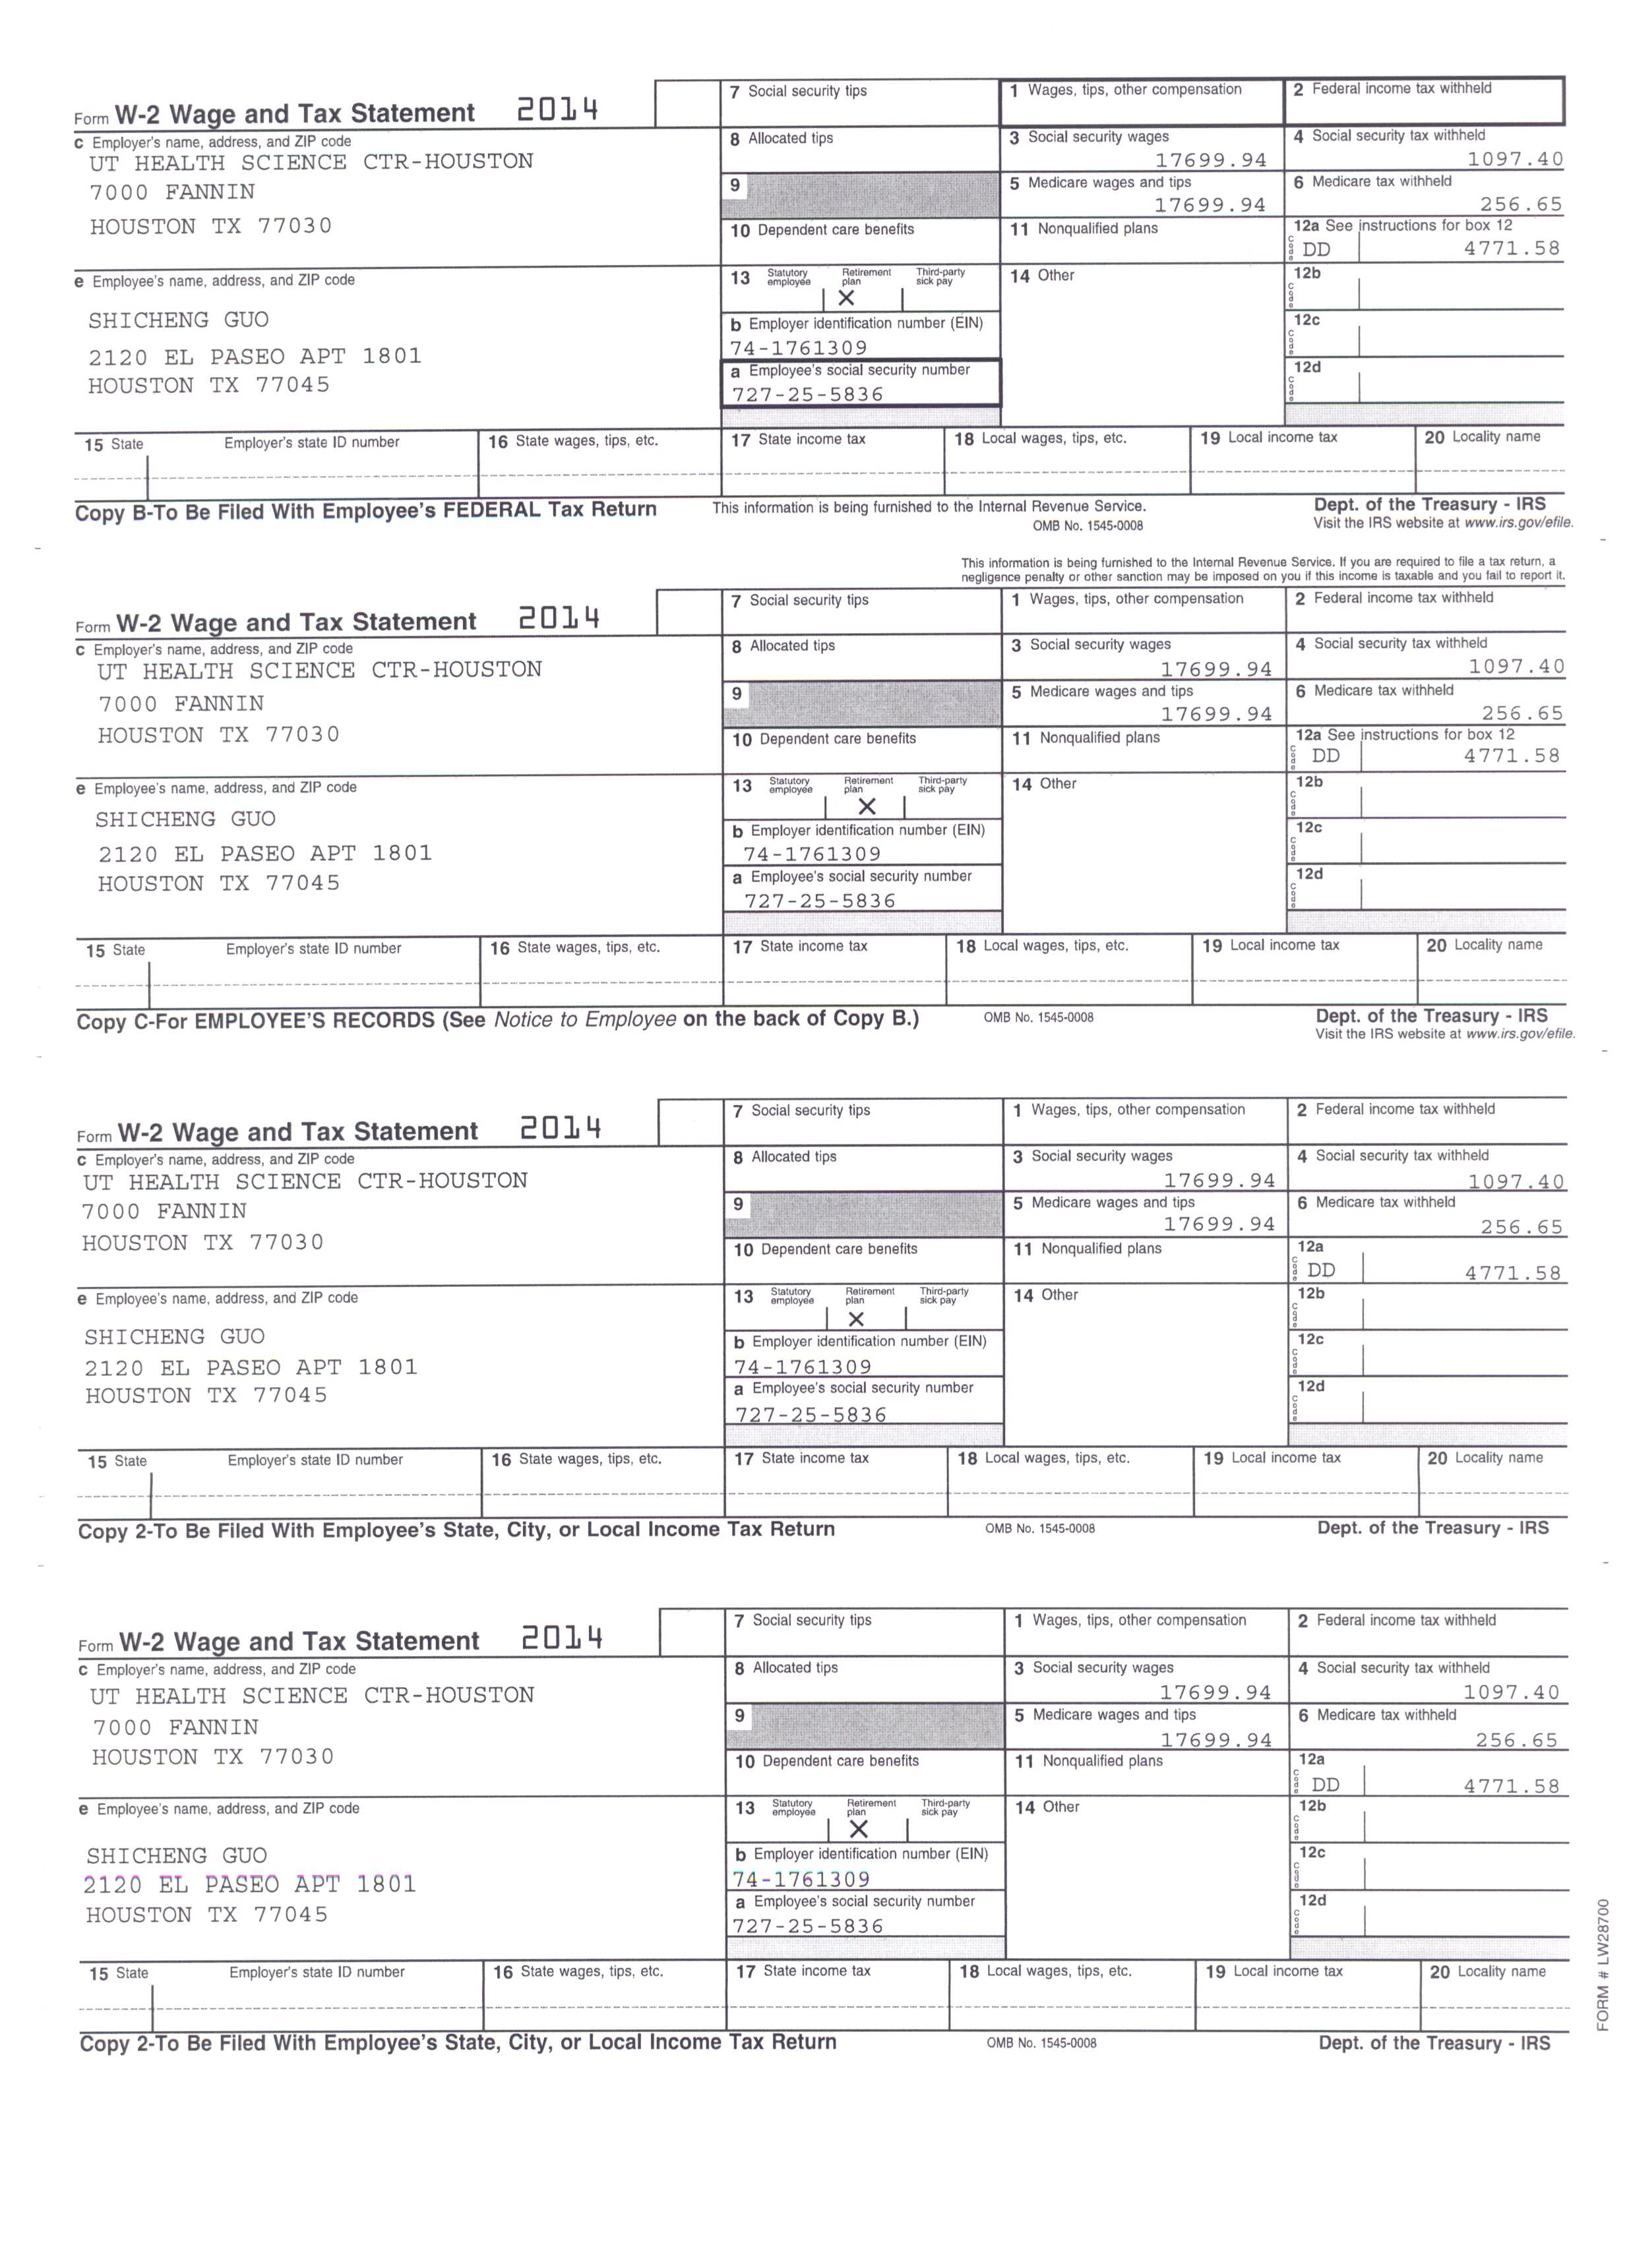 Form W-2 Wage and Tax Statement 2014
7 Social security tips
1 Wages, tips, other compensation
2 Federal income tax withheld
c Employer's name, address, and ZIP code
UT HEALTH SCIENCE CTR-HOUSTON
7000 FANNIN
HOUSTON TX 77030
8 Allocated tips
3 Social security wages
17699.94
4 Social security tax withheld
1097.40
9
5 Medicare wages and tips
17699.94
6 Medicare tax withheld
256.65
10 Dependent care benefits
11 Nonqualified plans
12a See instructions for box 12
Code DD 4771.58
e Employee's name, address, and ZIP code
SHICHENG GUO
2120 EL PASEO APT 1801
HOUSTON TX 77045
13 Statutory employee Retirement plan Third-party sick pay
X
14 Other
12b
Code
b Employer identification number (EIN)
74-1761309
12c
Code
a Employee's social security number
727-25-5836
12d
Code
15 State Employer's state ID number 16 State wages, tips, etc. 17 State income tax 18 Local wages, tips, etc. 19 Local income tax 20 Locality name
Copy B-To Be Filed With Employee's FEDERAL Tax Return
This information is being furnished to the Internal Revenue Service.
OMB No. 1545-0008
Dept. of the Treasury - IRS
Visit the IRS website at www.irs.gov/efile.
This information is being furnished to the Internal Revenue Service. If you are required to file a tax return, a
negligence penalty or other sanction may be imposed on you if this income is taxable and you fail to report it.
Form W-2 Wage and Tax Statement 2014
7 Social security tips
1 Wages, tips, other compensation
2 Federal income tax withheld
c Employer's name, address, and ZIP code
UT HEALTH SCIENCE CTR-HOUSTON
7000 FANNIN
HOUSTON TX 77030
8 Allocated tips
3 Social security wages
17699.94
4 Social security tax withheld
1097.40
9
5 Medicare wages and tips
17699.94
6 Medicare tax withheld
256.65
10 Dependent care benefits
11 Nonqualified plans
12a See instructions for box 12
Code DD 4771.58
e Employee's name, address, and ZIP code
SHICHENG GUO
2120 EL PASEO APT 1801
HOUSTON TX 77045
13 Statutory employee Retirement plan Third-party sick pay
X
14 Other
12b
Code
b Employer identification number (EIN)
74-1761309
12c
Code
a Employee's social security number
727-25-5836
12d
Code
15 State Employer's state ID number 16 State wages, tips, etc. 17 State income tax 18 Local wages, tips, etc. 19 Local income tax 20 Locality name
Copy C-For EMPLOYEE'S RECORDS (See Notice to Employee on the back of Copy B.)
OMB No. 1545-0008
Dept. of the Treasury - IRS
Visit the IRS website at www.irs.gov/efile.
Form W-2 Wage and Tax Statement 2014
7 Social security tips
1 Wages, tips, other compensation
2 Federal income tax withheld
c Employer's name, address, and ZIP code
UT HEALTH SCIENCE CTR-HOUSTON
7000 FANNIN
HOUSTON TX 77030
8 Allocated tips
3 Social security wages
17699.94
4 Social security tax withheld
1097.40
9
5 Medicare wages and tips
17699.94
6 Medicare tax withheld
256.65
10 Dependent care benefits
11 Nonqualified plans
12a
Code DD 4771.58
e Employee's name, address, and ZIP code
SHICHENG GUO
2120 EL PASEO APT 1801
HOUSTON TX 77045
13 Statutory employee Retirement plan Third-party sick pay
X
14 Other
12b
Code
b Employer identification number (EIN)
74-1761309
12c
Code
a Employee's social security number
727-25-5836
12d
Code
15 State Employer's state ID number 16 State wages, tips, etc. 17 State income tax 18 Local wages, tips, etc. 19 Local income tax 20 Locality name
Copy 2-To Be Filed With Employee's State, City, or Local Income Tax Return
OMB No. 1545-0008
Dept. of the Treasury - IRS
Form W-2 Wage and Tax Statement 2014
7 Social security tips
1 Wages, tips, other compensation
2 Federal income tax withheld
c Employer's name, address, and ZIP code
UT HEALTH SCIENCE CTR-HOUSTON
7000 FANNIN
HOUSTON TX 77030
8 Allocated tips
3 Social security wages
17699.94
4 Social security tax withheld
1097.40
9
5 Medicare wages and tips
17699.94
6 Medicare tax withheld
256.65
10 Dependent care benefits
11 Nonqualified plans
12a
Code DD 4771.58
e Employee's name, address, and ZIP code
SHICHENG GUO
2120 EL PASEO APT 1801
HOUSTON TX 77045
13 Statutory employee Retirement plan Third-party sick pay
X
14 Other
12b
Code
b Employer identification number (EIN)
74-1761309
12c
Code
a Employee's social security number
727-25-5836
12d
Code
15 State Employer's state ID number 16 State wages, tips, etc. 17 State income tax 18 Local wages, tips, etc. 19 Local income tax 20 Locality name
Copy 2-To Be Filed With Employee's State, City, or Local Income Tax Return
OMB No. 1545-0008
Dept. of the Treasury - IRS
FORM # LW28700